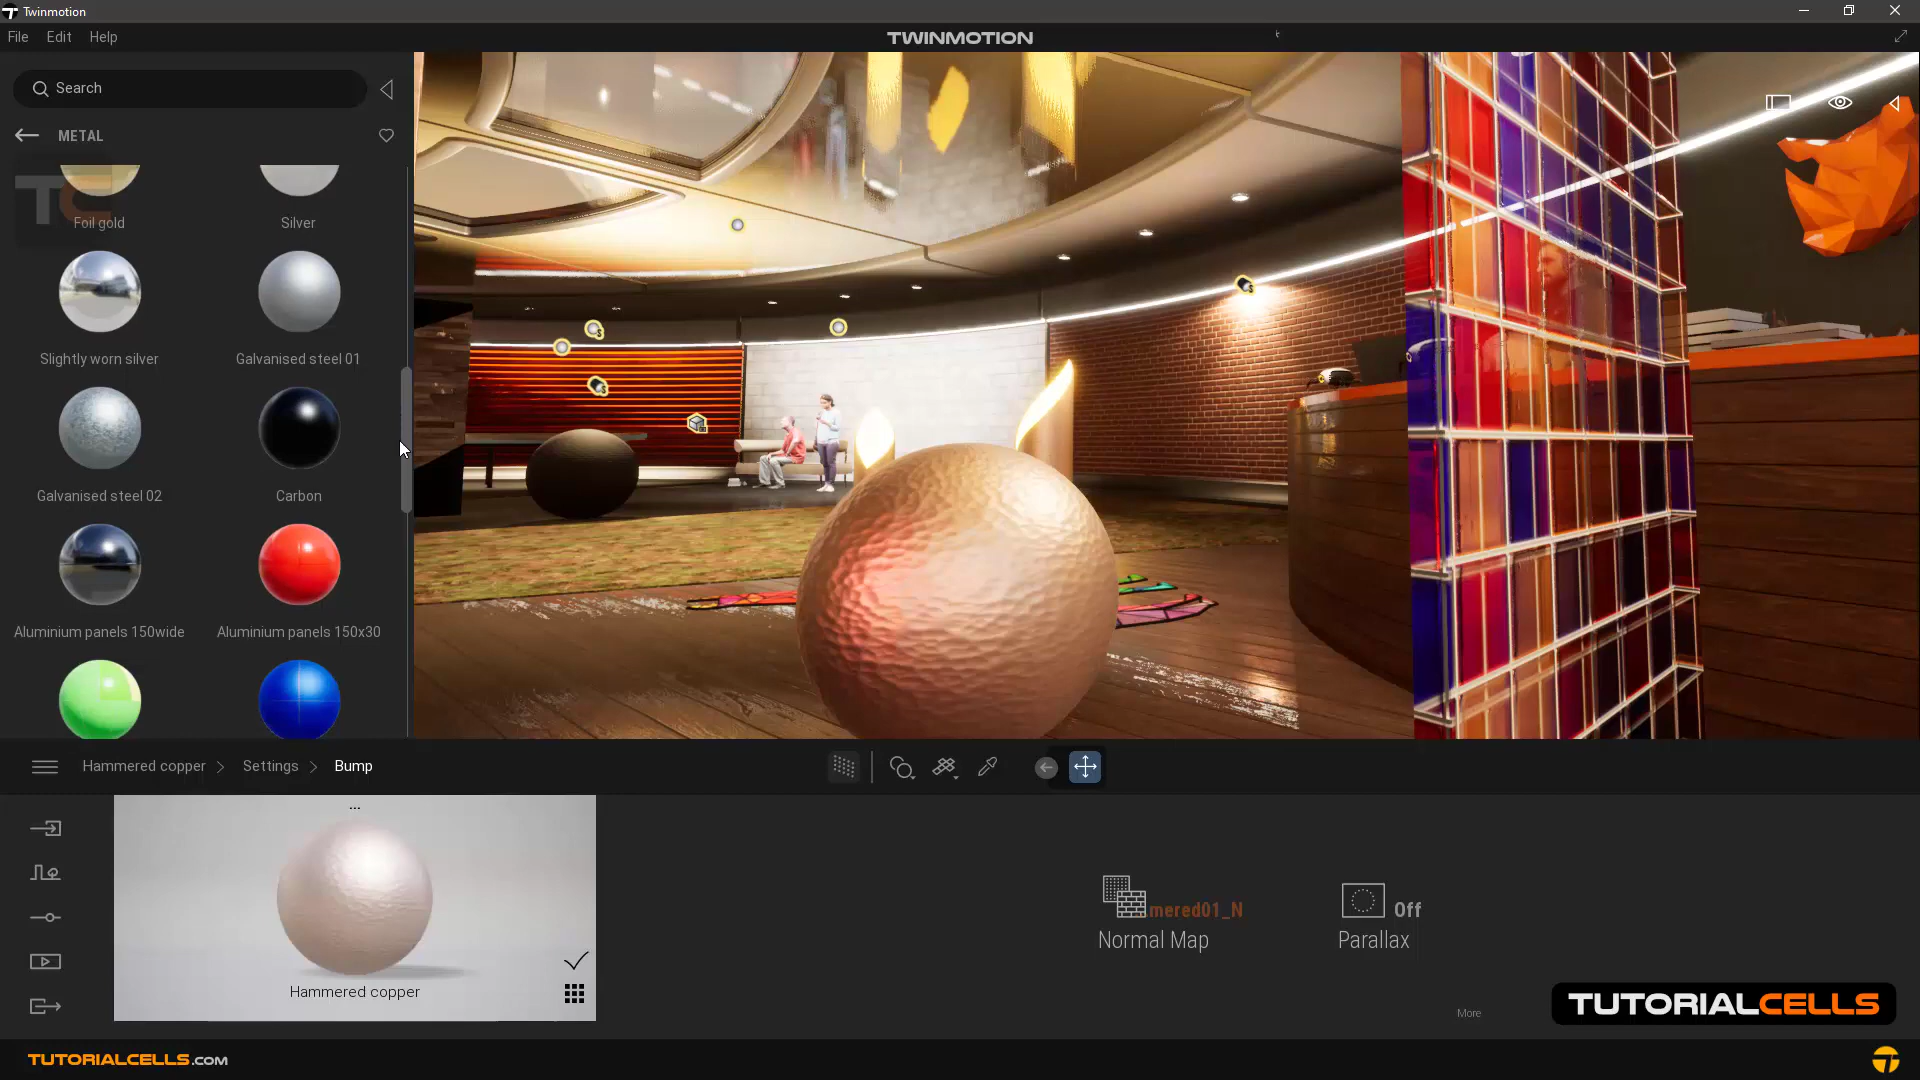 Twinmotion
File Edit Help
TWINMOTION
Search
METAL
TC
Foil gold
Silver
Slightly worn silver
Galvanised steel 01
Galvanised steel 02
Carbon
Aluminium panels 150wide
Aluminium panels 150x30
Hammered copper > Settings > Bump
...
Hammered copper
mered01_N
Normal Map
Off
Parallax
More
TUTORIALCELLS
TUTORIALCELLS.COM